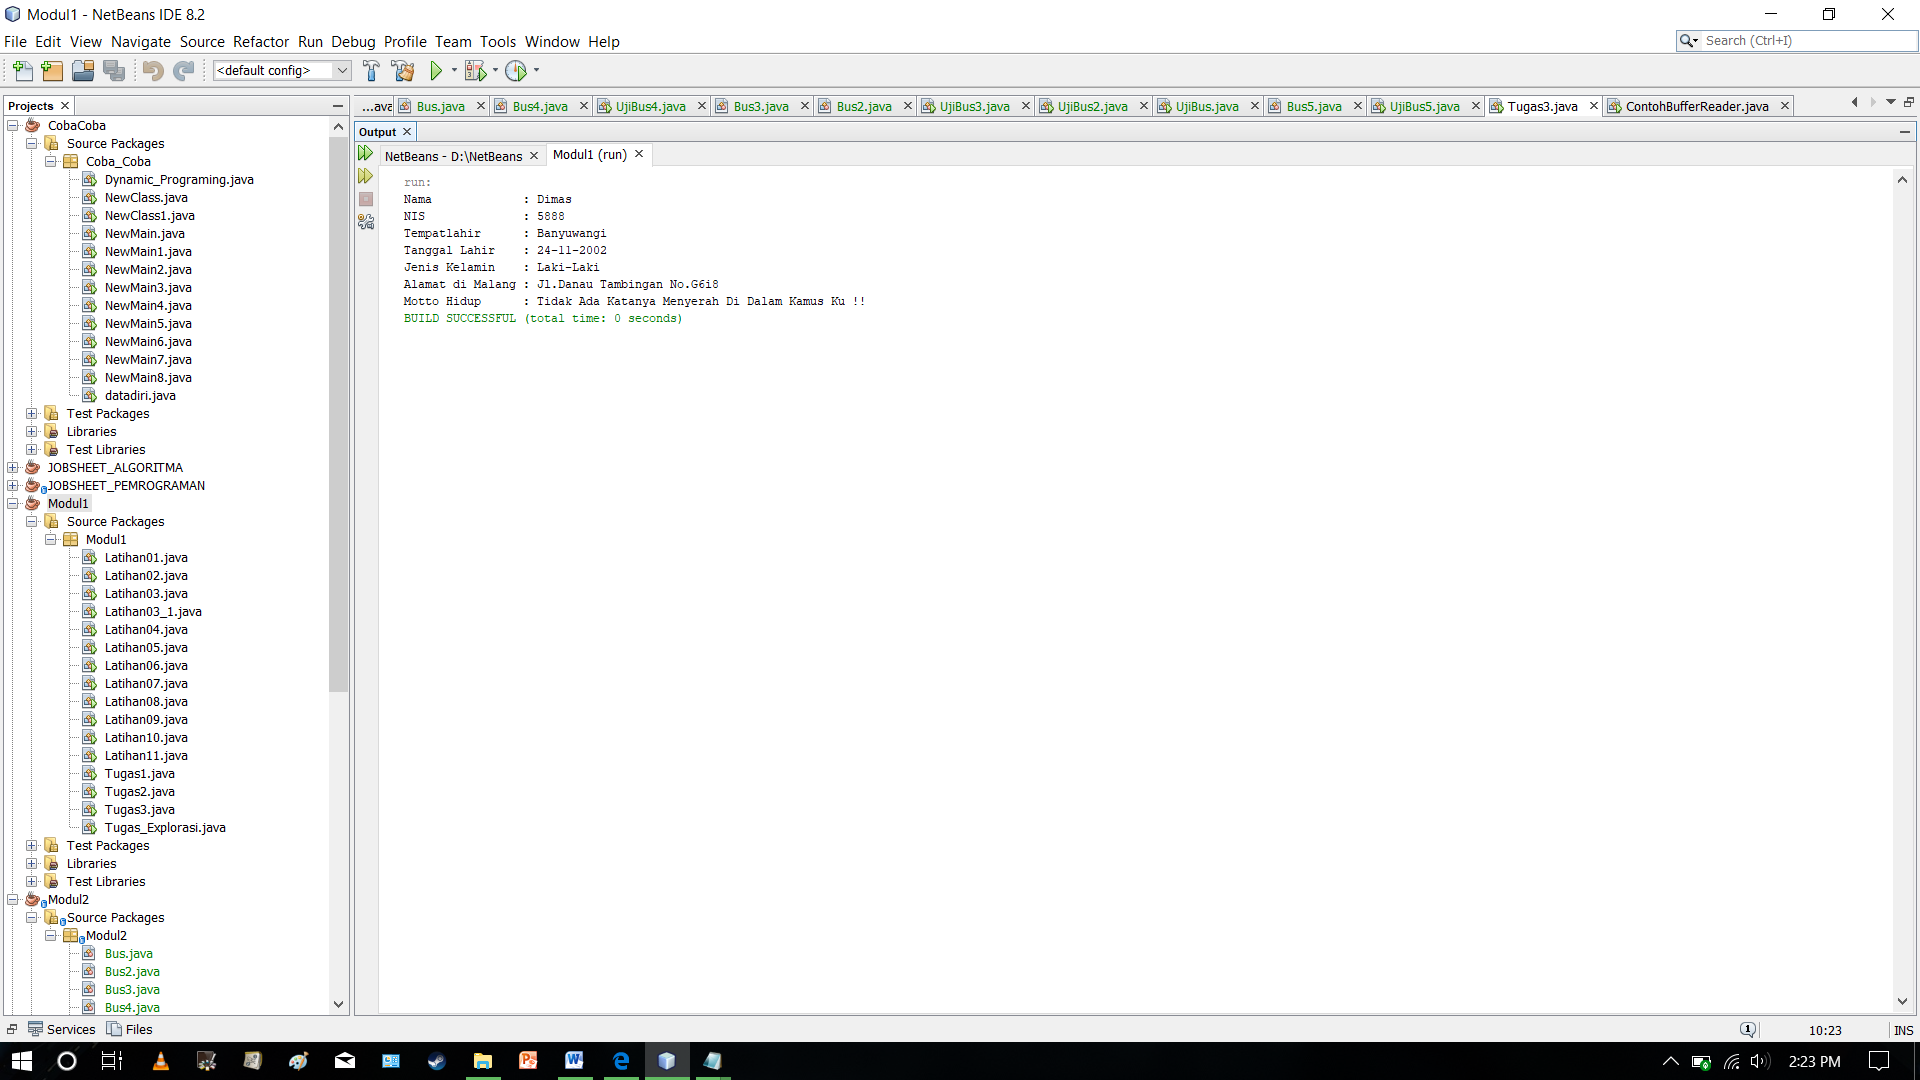 Modul1 - NetBeans IDE 8.2
File Edit View Navigate Source Refactor Run Debug Profile Team Tools Window Help
Search (Ctrl+I)
<default config>
Projects
...ava Bus.java Bus4.java UjiBus4.java Bus3.java Bus2.java UjiBus3.java UjiBus2.java UjiBus.java Bus5.java UjiBus5.java Tugas3.java ContohBufferReader.java
CobaCoba
Source Packages
Coba_Coba
Dynamic_Programing.java
NewClass.java
NewClass1.java
NewMain.java
NewMain1.java
NewMain2.java
NewMain3.java
NewMain4.java
NewMain5.java
NewMain6.java
NewMain7.java
NewMain8.java
datadiri.java
Test Packages
Libraries
Test Libraries
JOBSHEET_ALGORITMA
JOBSHEET_PEMROGRAMAN
Modul1
Source Packages
Modul1
Latihan01.java
Latihan02.java
Latihan03.java
Latihan03_1.java
Latihan04.java
Latihan05.java
Latihan06.java
Latihan07.java
Latihan08.java
Latihan09.java
Latihan10.java
Latihan11.java
Tugas1.java
Tugas2.java
Tugas3.java
Tugas_Explorasi.java
Test Packages
Libraries
Test Libraries
Modul2
Source Packages
Modul2
Bus.java
Bus2.java
Bus3.java
Bus4.java
Output
NetBeans - D:\NetBeans Modul1 (run)
run:
Nama : Dimas
NIS : 5888
Tempatlahir : Banyuwangi
Tanggal Lahir : 24-11-2002
Jenis Kelamin : Laki-Laki
Alamat di Malang : Jl.Danau Tambingan No.G6i8
Motto Hidup : Tidak Ada Katanya Menyerah Di Dalam Kamus Ku !!
BUILD SUCCESSFUL (total time: 0 seconds)
Services Files
1 10:23 INS
2:23 PM